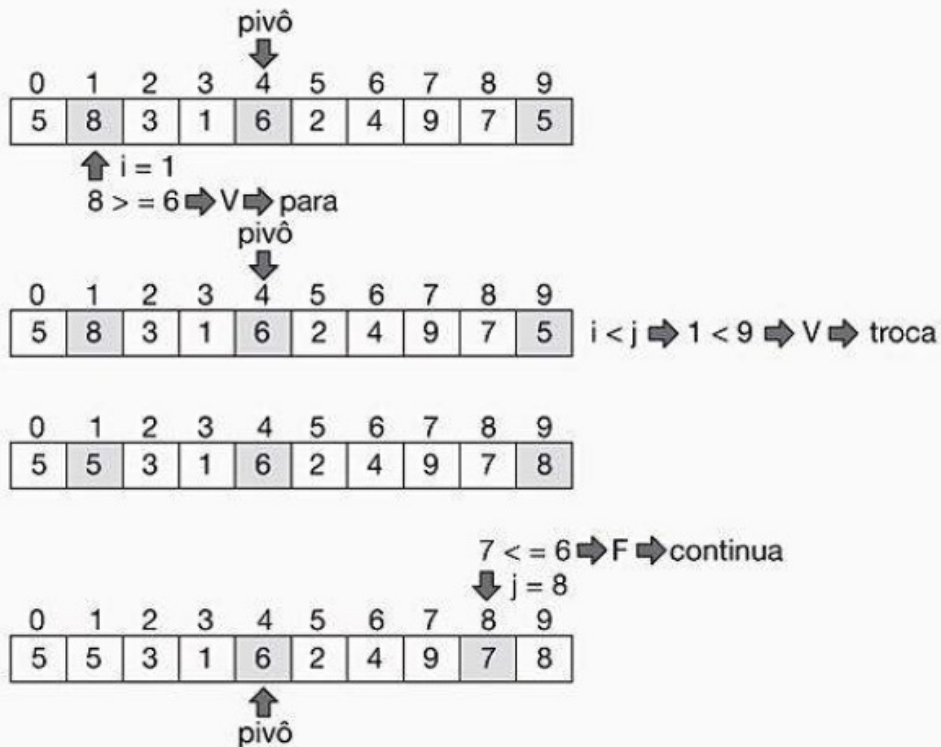 pivô
0 1 2 3 4 5 6 7 8 9
5 8 3 1 6 2 4 9 7 5
i = 1
8 > = 6 V para
pivô
0 1 2 3 4 5 6 7 8 9
5 8 3 1 6 2 4 9 7 5 i < j 1 < 9 V troca
0 1 2 3 4 5 6 7 8 9
5 5 3 1 6 2 4 9 7 8
7 < = 6 F continua
j = 8
0 1 2 3 4 5 6 7 8 9
5 5 3 1 6 2 4 9 7 8
pivô